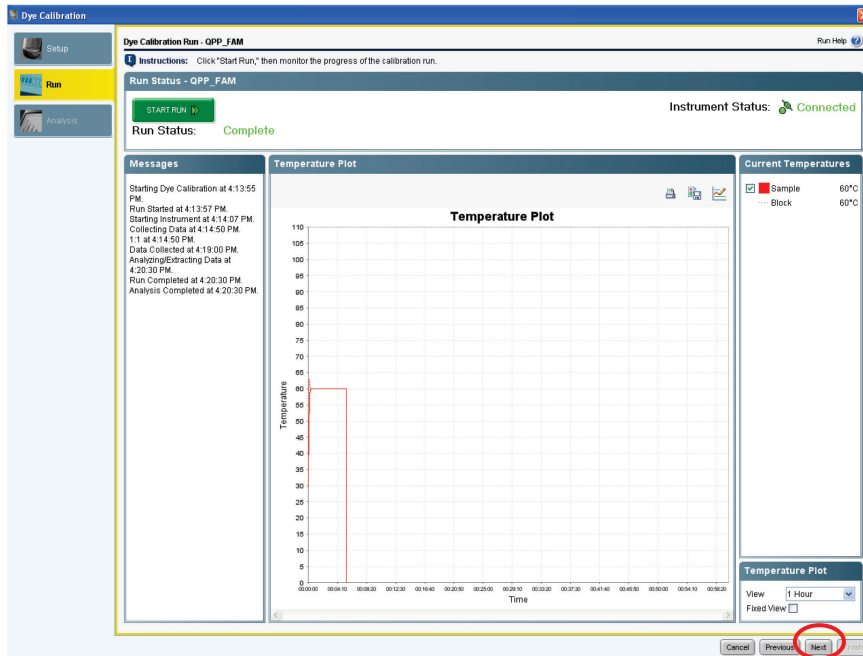 Dye Calibration
Setup
Run
Analysis
Dye Calibration Run - QPP_FAM
Run Help
Instructions: Click "Start Run," then monitor the progress of the calibration run.
Run Status - QPP_FAM
START RUN
Instrument Status: Connected
Run Status: Complete
Messages
Starting Dye Calibration at 4:13:55
PM.
Run Started at 4:13:57 PM.
Starting Instrument at 4:14:07 PM.
Collecting Data at 4:14:50 PM.
1:1 at 4:14:50 PM.
Data Collected at 4:19:00 PM.
Analyzing/Extracting Data at
4:20:30 PM.
Run Completed at 4:20:30 PM.
Analysis Completed at 4:20:30 PM.
Temperature Plot
Temperature Plot
110
105
100
95
90
85
80
75
70
65
60
55
50
45
40
35
30
25
20
15
10
5
0
Temperature
00:00:00 00:04:10 00:08:20 00:12:30 00:16:40 00:20:50 00:25:00 00:29:10 00:33:20 00:37:30 00:41:40 00:45:50 00:50:00 00:54:10 00:58:20
Time
Current Temperatures
Sample 60°C
Block 60°C
Temperature Plot
View 1 Hour
Fixed View
Cancel Previous Next